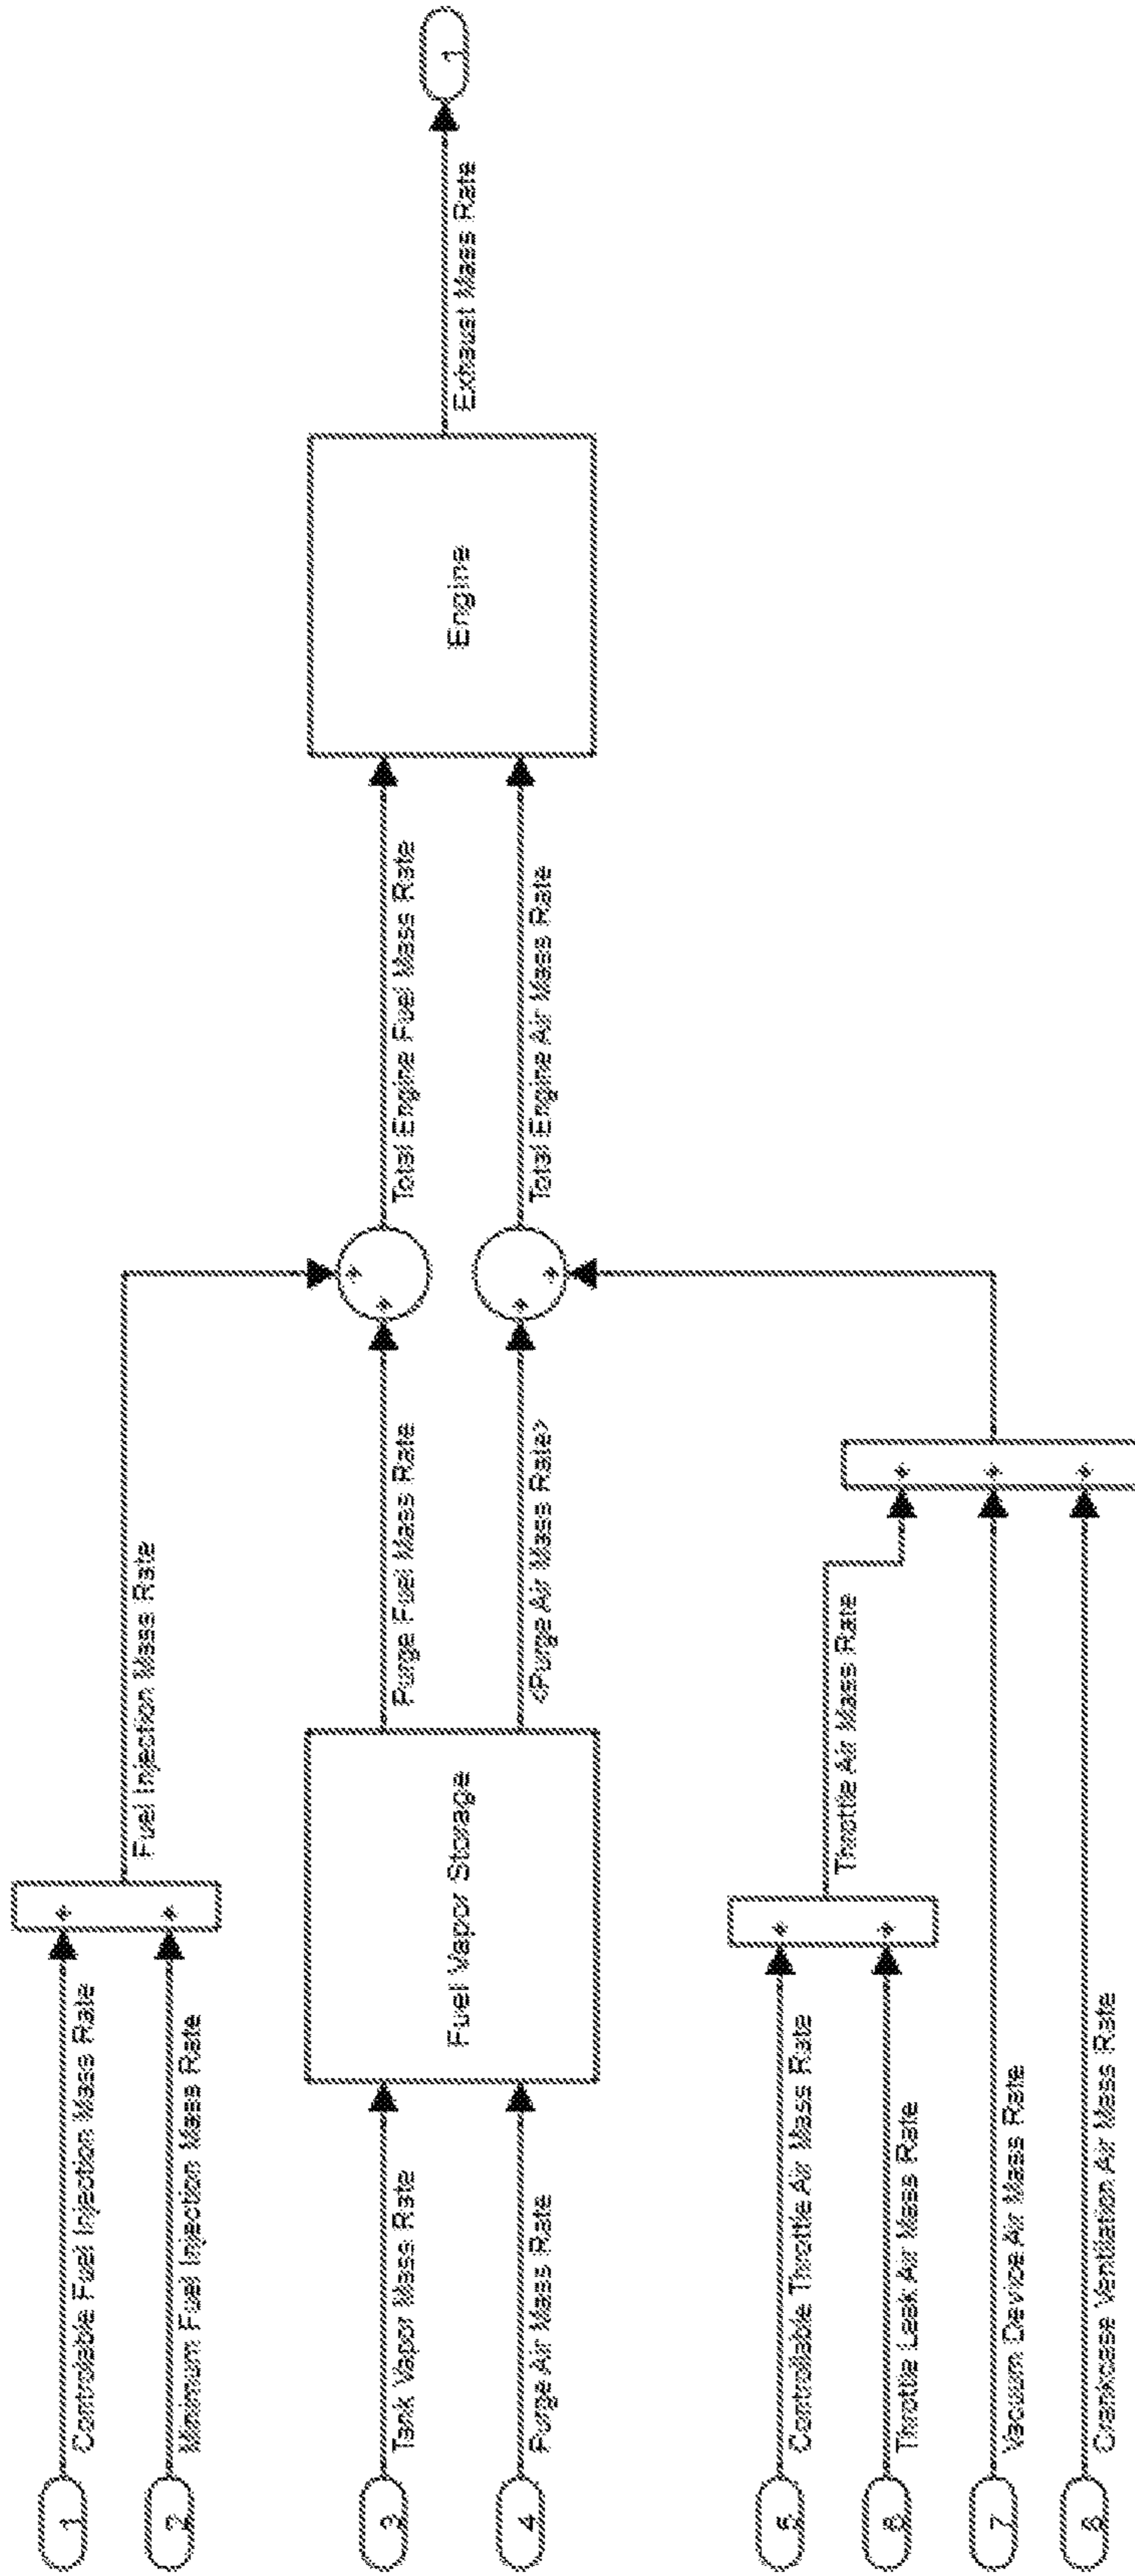 1
Controllable Fuel Injection Mass Rate
2
Minimum Fuel Injection Mass Rate
Fuel Injection Mass Rate
3
Tank Vapor Mass Rate
4
Purge Air Mass Rate
Fuel Vapor Storage
Purge Fuel Mass Rate
<Purge Air Mass Rate>
Total Engine Fuel Mass Rate
Total Engine Air Mass Rate
Engine
Exhaust Mass Rate
1
5
Controllable Throttle Air Mass Rate
6
Throttle Leak Air Mass Rate
Throttle Air Mass Rate
7
Vacuum Device Air Mass Rate
8
Crankcase Ventilation Air Mass Rate